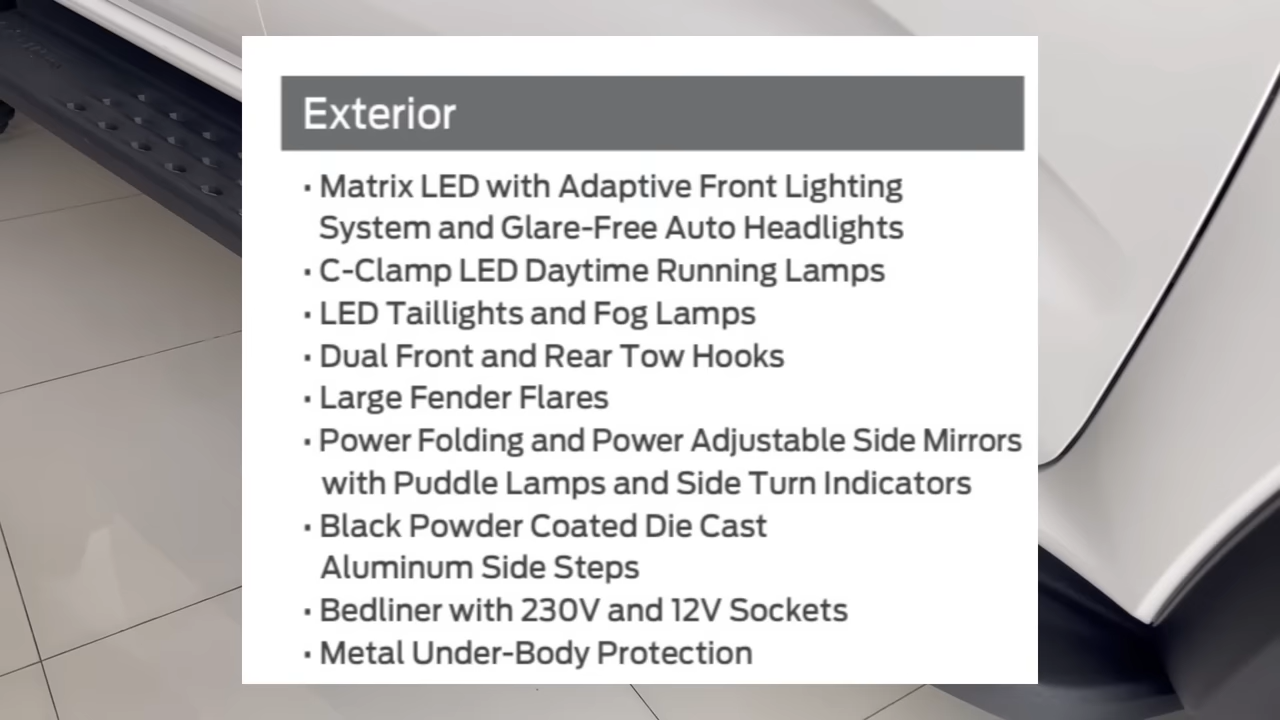 Exterior
· Matrix LED with Adaptive Front Lighting
System and Glare-Free Auto Headlights
· C-Clamp LED Daytime Running Lamps
· LED Taillights and Fog Lamps
· Dual Front and Rear Tow Hooks
· Large Fender Flares
· Power Folding and Power Adjustable Side Mirrors
with Puddle Lamps and Side Turn Indicators
· Black Powder Coated Die Cast
Aluminum Side Steps
· Bedliner with 230V and 12V Sockets
· Metal Under-Body Protection